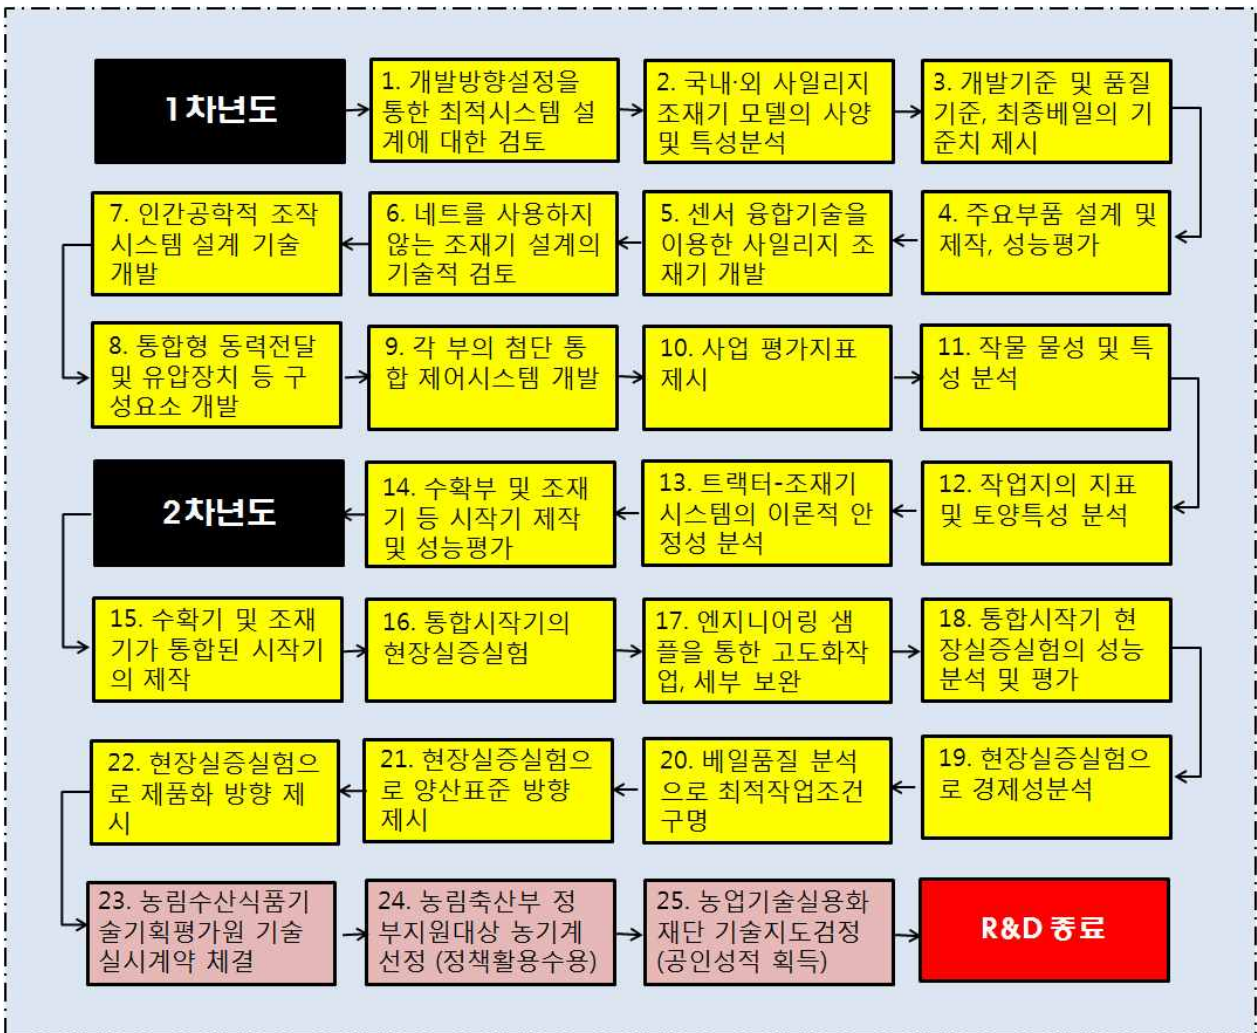 1차년도
1. 개발방향설정을
통한 최적시스템 설
계에 대한 검토
2. 국내·외 사일리지
조재기 모델의 사양
및 특성분석
3. 개발기준 및 품질
기준, 최종베일의 기
준치 제시
4. 주요부품 설계 및
제작, 성능평가
5. 센서 융합기술을
이용한 사일리지 조
재기 개발
6. 네트를 사용하지
않는 조재기 설계의
기술적 검토
7. 인간공학적 조작
시스템 설계 기술
개발
8. 통합형 동력전달
및 유압장치 등 구
성요소 개발
9. 각 부의 첨단 통
합 제어시스템 개발
10. 사업 평가지표
제시
11. 작물 물성 및 특
성 분석
12. 작업지의 지표
및 토양특성 분석
13. 트랙터-조재기
시스템의 이론적 안
정성 분석
14. 수확부 및 조재
기 등 시작기 제작
및 성능평가
2차년도
15. 수확기 및 조재
기가 통합된 시작기
의 제작
16. 통합시작기의
현장실증실험
17. 엔지니어링 샘
플을 통한 고도화작
업, 세부 보완
18. 통합시작기 현
장실증실험의 성능
분석 및 평가
19. 현장실증실험으
로 경제성분석
20. 베일품질 분석
으로 최적작업조건
구명
21. 현장실증실험으
로 양산표준 방향
제시
22. 현장실증실험으
로 제품화 방향 제
시
23. 농림수산식품기
술기획평가원 기술
실시계약 체결
24. 농림축산부 정
부지원대상 농기계
선정 (정책활용수용)
25. 농업기술실용화
재단 기술지도검정
(공인성적 획득)
R&D 종료